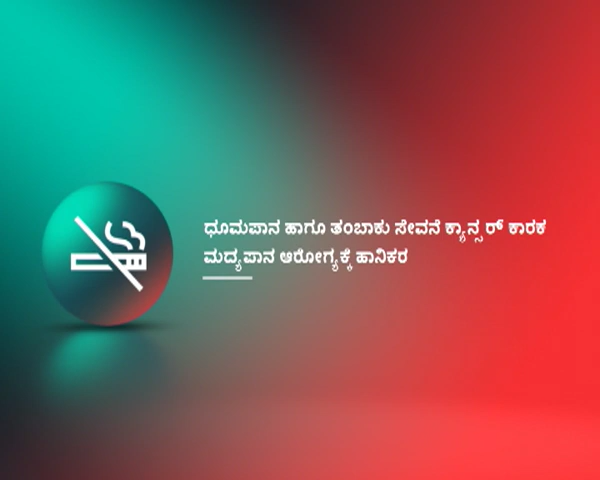 ಧೂಮಪಾನ ಹಾಗೂ ತಂಬಾಕು ಸೇವನೆ ಕ್ಯಾನ್ಸರ್ ಕಾರಕ
ಮದ್ಯಪಾನ ಆರೋಗ್ಯಕ್ಕೆ ಹಾನಿಕರ